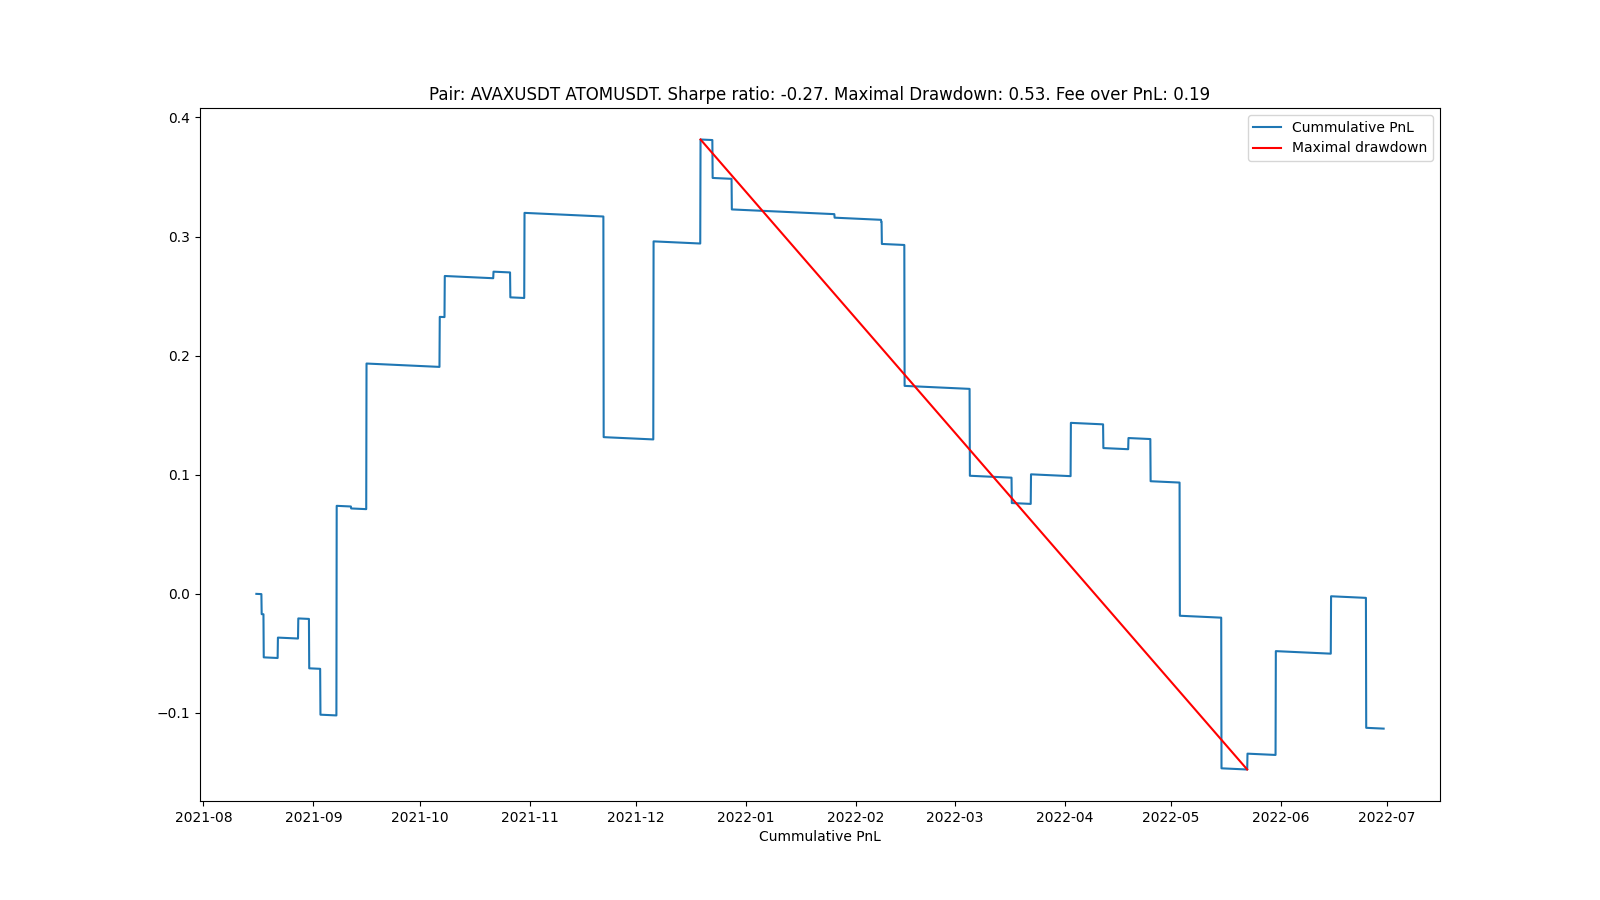 Pair: AVAXUSDT ATOMUSDT. Sharpe ratio: -0.27. Maximal Drawdown: 0.53. Fee over PnL: 0.19
Cummulative PnL
Maximal drawdown
0.4
0.3
0.2
0.1
0.0
−0.1
2021-08 2021-09 2021-10 2021-11 2021-12 2022-01 2022-02 2022-03 2022-04 2022-05 2022-06 2022-07
Cummulative PnL